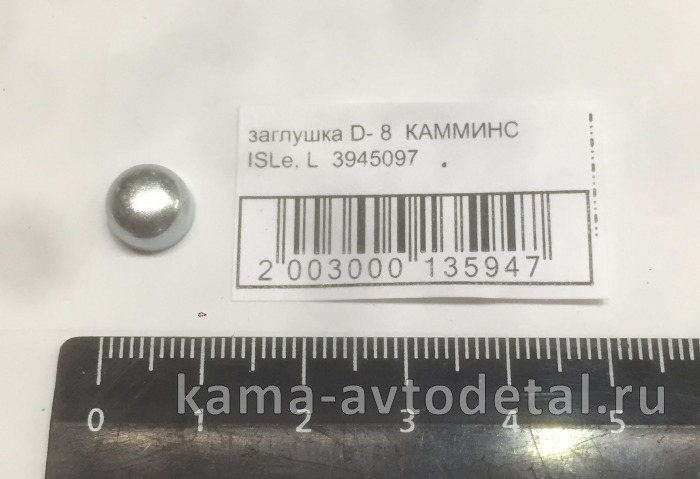 заглушка D- 8 КАММИНС
ISLe. L 3945097
2 003000 135947
kama-avtodetal.ru
0 1 2 3 4 5